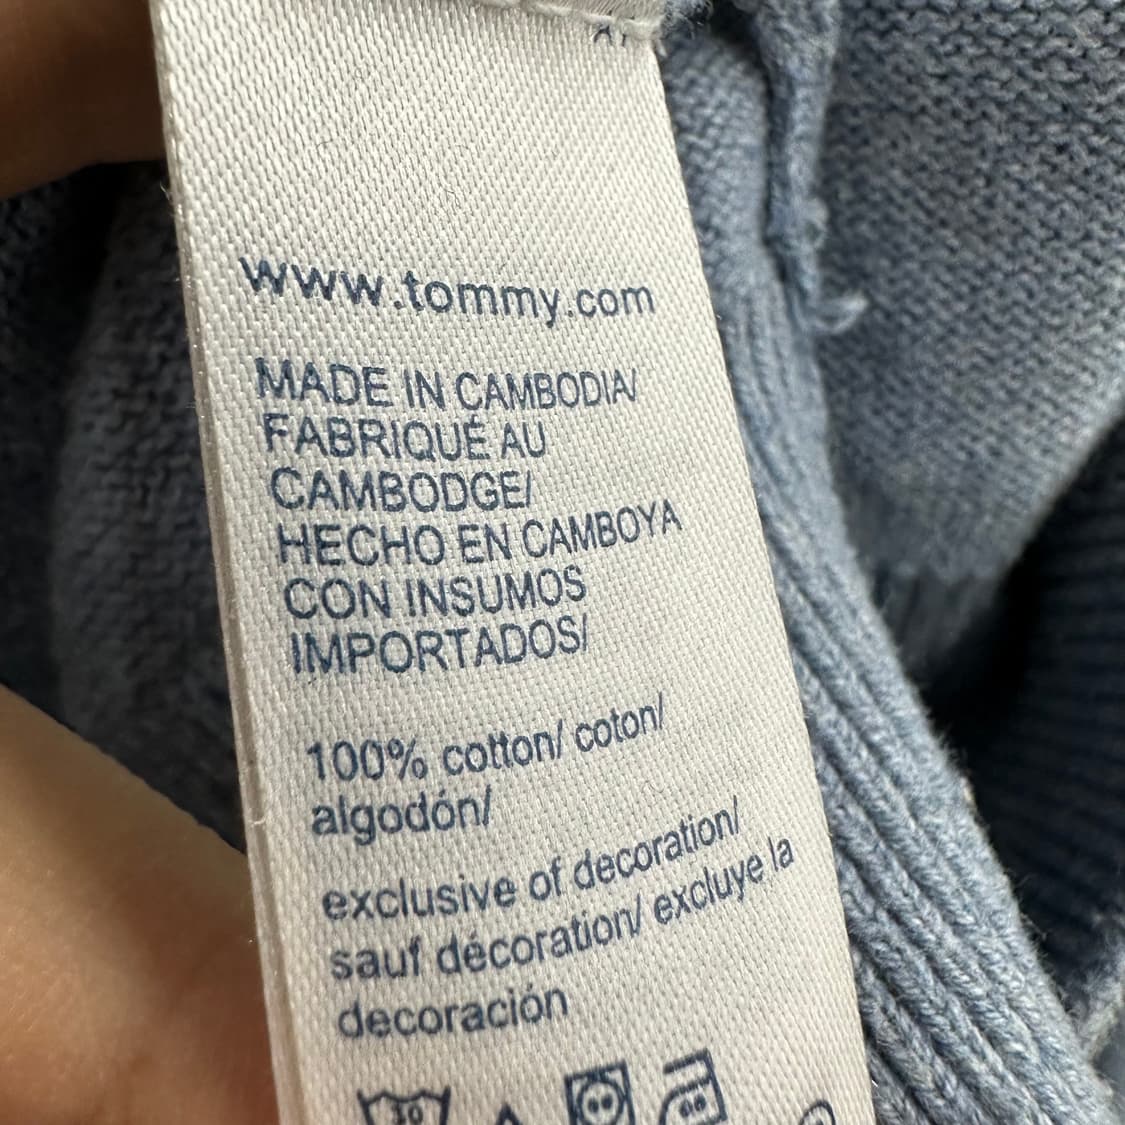 www.tommy.com
MADE IN CAMBODIA/
FABRIQUÉ AU
CAMBODGE/
HECHO EN CAMBOYA
CON INSUMOS
IMPORTADOS/
100% cotton/ coton/
algodón/
exclusive of decoration/
sauf décoration/ excluye la
decoración
30